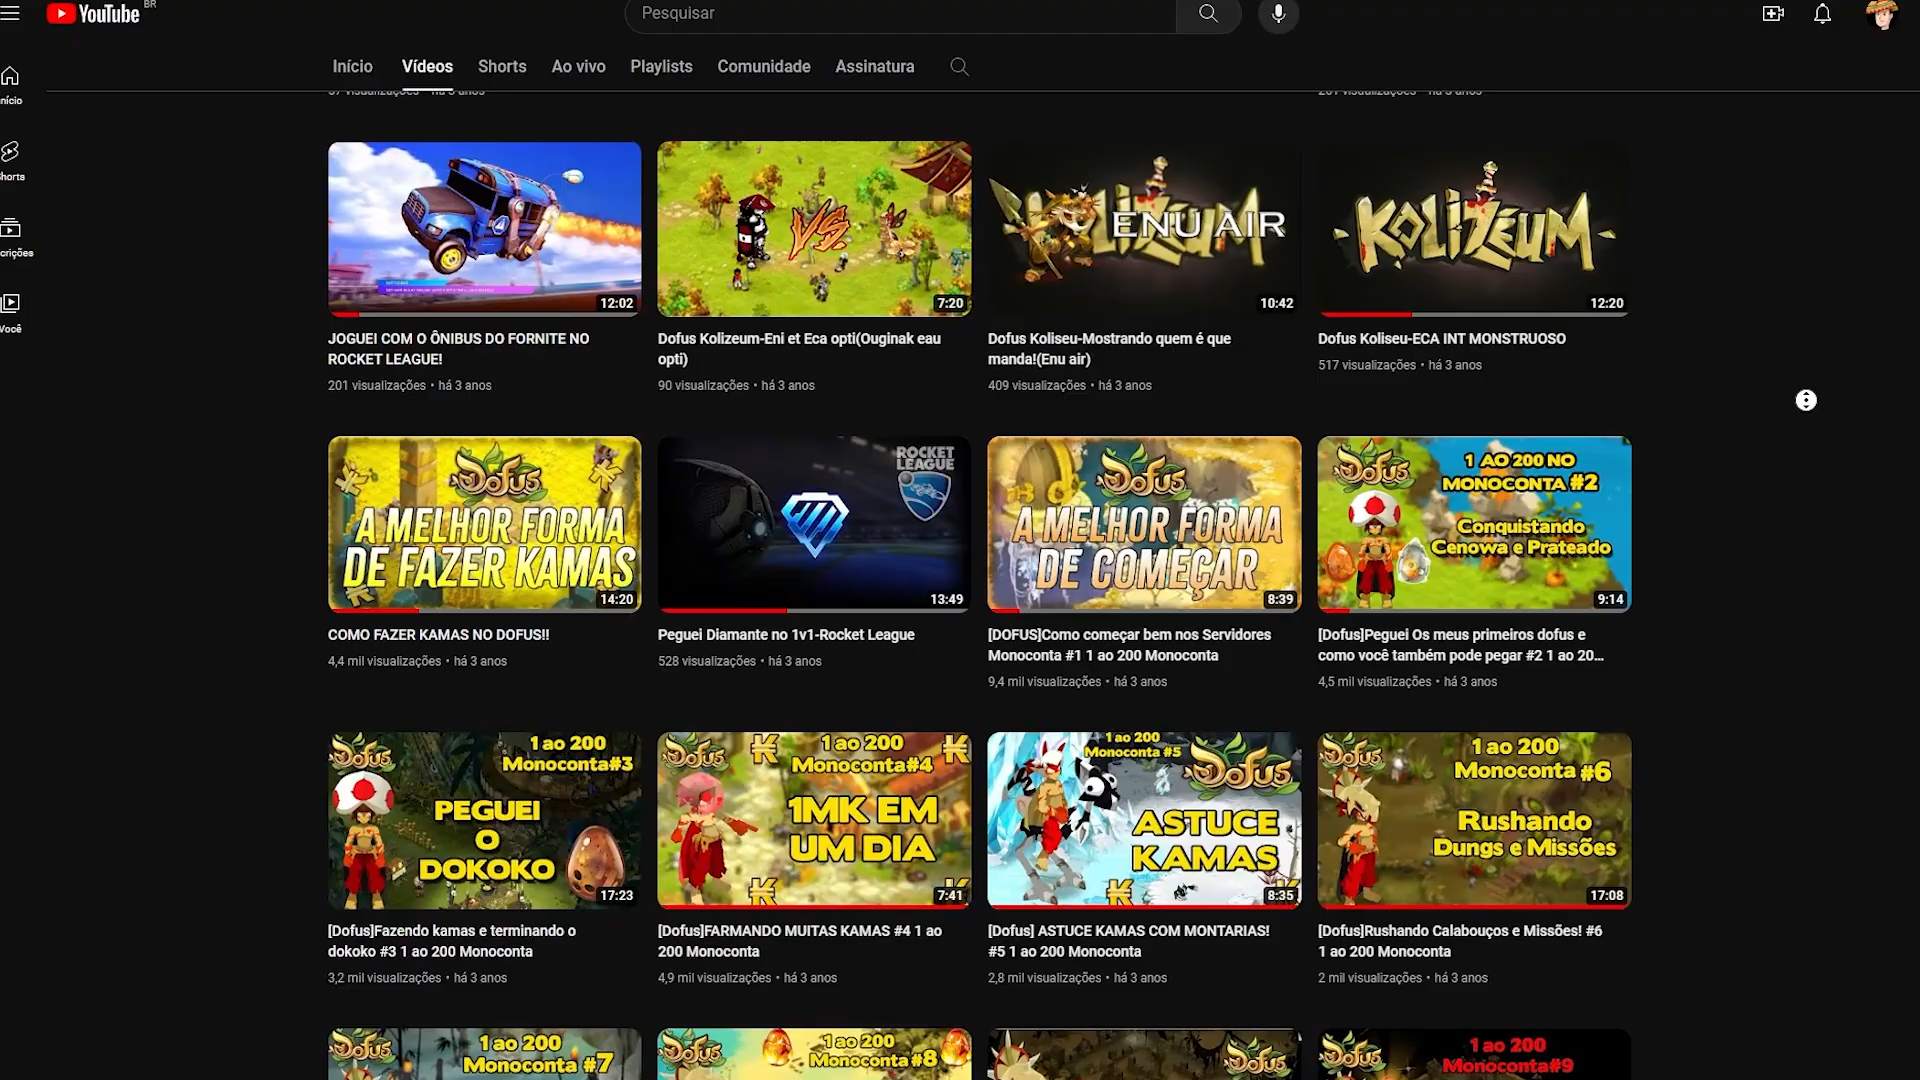 YouTube BR
Pesquisar
Início Vídeos Shorts Ao vivo Playlists Comunidade Assinatura
nício
horts
crições
Você
57 visualizações • há 3 anos
201 visualizações • há 3 anos
12:02
VS
7:20
KOLIZEUM
ENU AIR
10:42
KOLIZEUM
12:20
JOGUEI COM O ÔNIBUS DO FORNITE NO
ROCKET LEAGUE!
201 visualizações • há 3 anos
Dofus Kolizeum-Eni et Eca opti(Ouginak eau
opti)
90 visualizações • há 3 anos
Dofus Koliseu-Mostrando quem é que
manda!(Enu air)
409 visualizações • há 3 anos
Dofus Koliseu-ECA INT MONSTRUOSO
517 visualizações • há 3 anos
DOFUS
A MELHOR FORMA
DE FAZER KAMAS
14:20
ROCKET
LEAGUE
13:49
DOFUS
A MELHOR FORMA
DE COMEÇAR
8:39
DOFUS
1 AO 200 NO
MONOCONTA #2
Conquistando
Cenowa e Prateado
9:14
COMO FAZER KAMAS NO DOFUS!!
4,4 mil visualizações • há 3 anos
Peguei Diamante no 1v1-Rocket League
528 visualizações • há 3 anos
[DOFUS]Como começar bem nos Servidores
Monoconta #1 1 ao 200 Monoconta
9,4 mil visualizações • há 3 anos
[Dofus]Peguei Os meus primeiros dofus e
como você também pode pegar #2 1 ao 20...
4,5 mil visualizações • há 3 anos
DOFUS
1 ao 200
Monoconta#3
PEGUEI
O
DOKOKO
17:23
DOFUS
1 ao 200
Monoconta#4
1MK EM
UM DIA
7:41
1 ao 200
Monoconta #5
DOFUS
ASTUCE
KAMAS
8:35
DOFUS
1 ao 200
Monoconta #6
Rushando
Dungs e Missões
17:08
[Dofus]Fazendo kamas e terminando o
dokoko #3 1 ao 200 Monoconta
3,2 mil visualizações • há 3 anos
[Dofus]FARMANDO MUITAS KAMAS #4 1 ao
200 Monoconta
4,9 mil visualizações • há 3 anos
[Dofus] ASTUCE KAMAS COM MONTARIAS!
#5 1 ao 200 Monoconta
2,8 mil visualizações • há 3 anos
[Dofus]Rushando Calabouços e Missões! #6
1 ao 200 Monoconta
2 mil visualizações • há 3 anos
DOFUS
1 ao 200
Monoconta #7
DOFUS
1 ao 200
Monoconta #8
DOFUS
DOFUS
1 ao 200
Monoconta#9